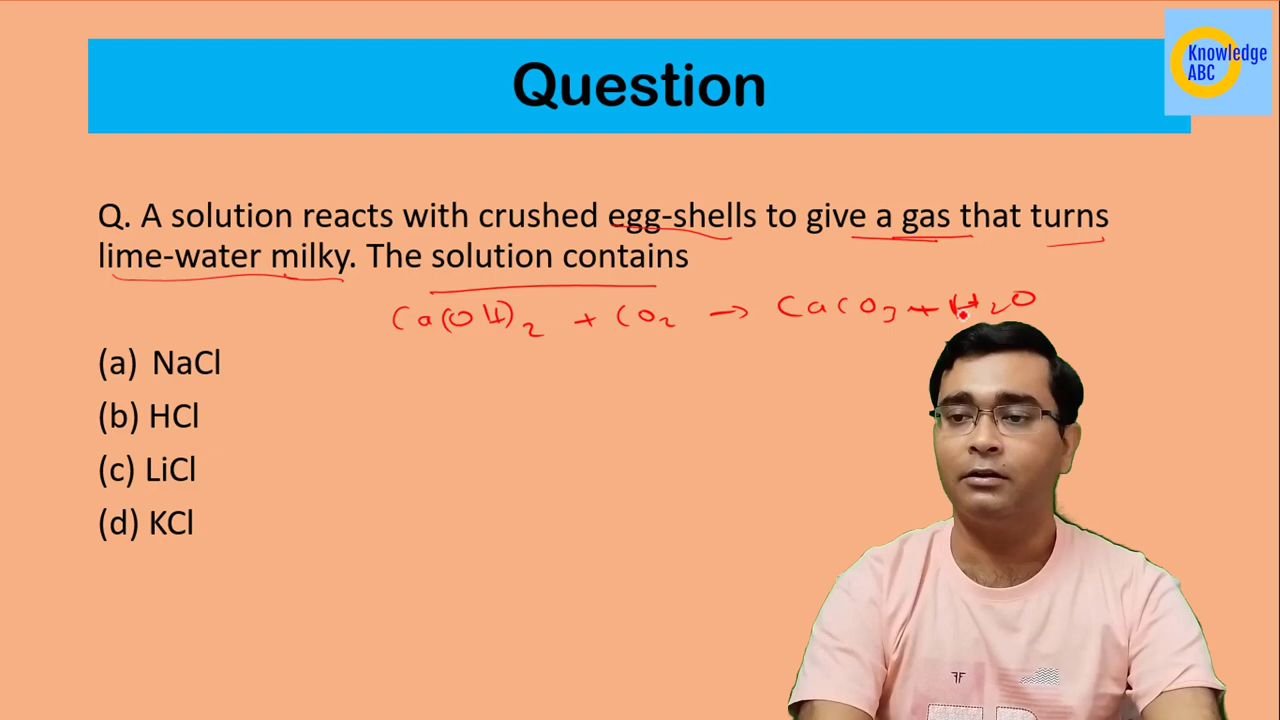 Knowledge
ABC
Question
Q. A solution reacts with crushed egg-shells to give a gas that turns
lime-water milky. The solution contains
Ca(OH)2 + CO2 → CaCO3 + H2O
(a) NaCl
(b) HCl
(c) LiCl
(d) KCl